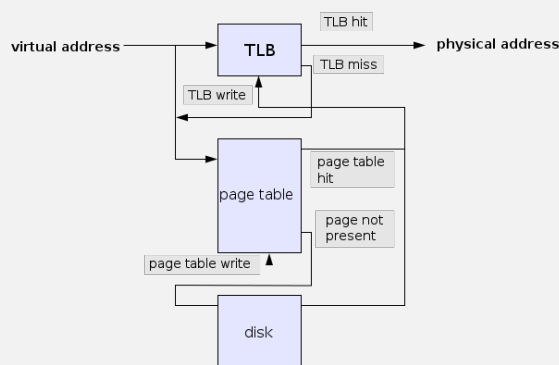 TLB hit
virtual address
TLB
physical address
TLB miss
TLB write
page table
hit
page table
page not
present
page table write
disk